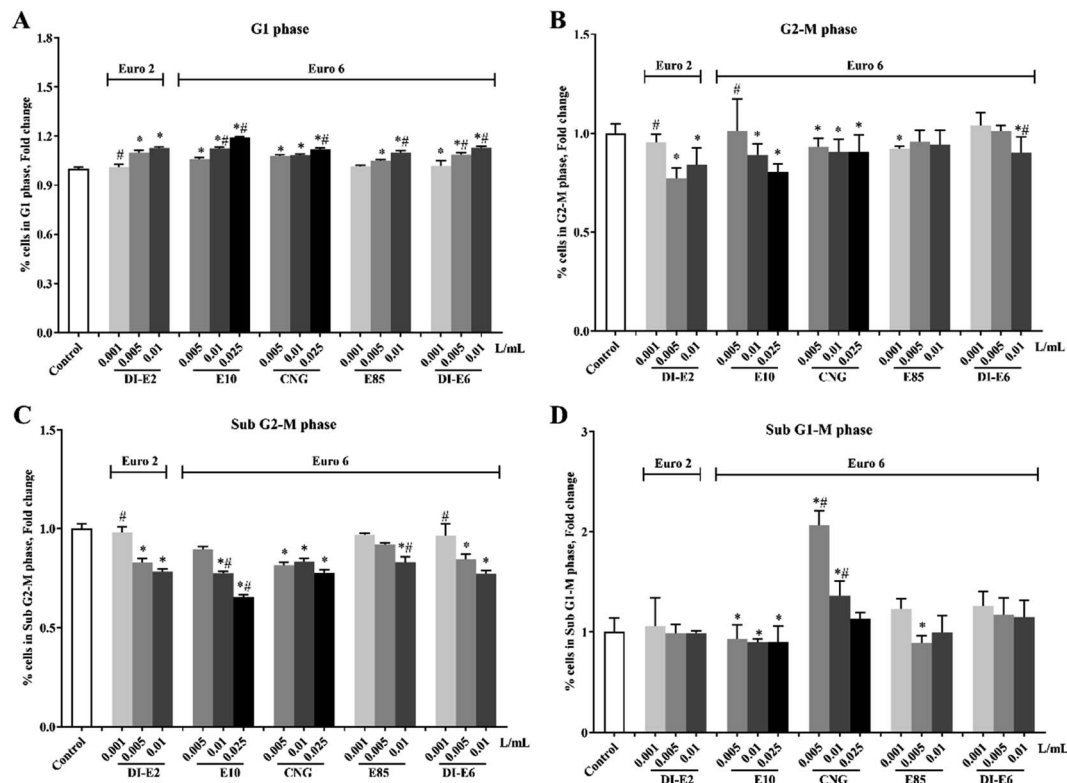 A
G1 phase
% cells in G1 phase, Fold change
1.8
1.5
1.2
0.9
0.6
0.3
0.0
Euro 2
Euro 6
# * * * *# *# * * *# * *# * *# *#
Control 0.001 0.005 0.01 0.005 0.01 0.025 0.005 0.01 0.025 0.001 0.005 0.01 0.001 0.005 0.01 L/mL
DI-E2 E10 CNG E85 DI-E6
B
G2-M phase
% cells in G2-M phase, Fold change
1.5
1.0
0.5
0.0
Euro 2
Euro 6
# * * # * * * * * * *#
Control 0.001 0.005 0.01 0.005 0.01 0.025 0.005 0.01 0.025 0.001 0.005 0.01 0.001 0.005 0.01 L/mL
DI-E2 E10 CNG E85 DI-E6
C
Sub G2-M phase
% cells in Sub G2-M phase, Fold change
1.5
1.0
0.5
0.0
Euro 2
Euro 6
# * * *# *# * * * *# # * *
Control 0.001 0.005 0.01 0.005 0.01 0.025 0.005 0.01 0.025 0.001 0.005 0.01 0.001 0.005 0.01 L/mL
DI-E2 E10 CNG E85 DI-E6
D
Sub G1-M phase
% cells in Sub G1-M phase, Fold change
3
2
1
0
Euro 2
Euro 6
* * * *# *# *
Control 0.001 0.005 0.01 0.005 0.01 0.025 0.005 0.01 0.025 0.001 0.005 0.01 0.001 0.005 0.01 L/mL
DI-E2 E10 CNG E85 DI-E6